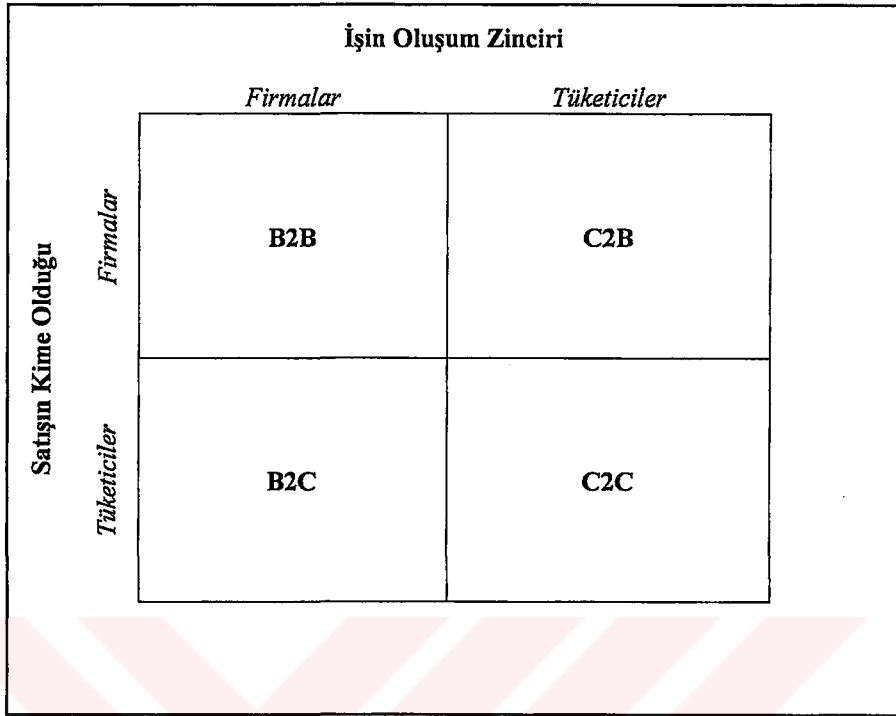 İşin Oluşum Zinciri
Firmalar Tüketiciler
Satışın Kime Olduğu
Firmalar
B2B C2B
Tüketiciler
B2C C2C